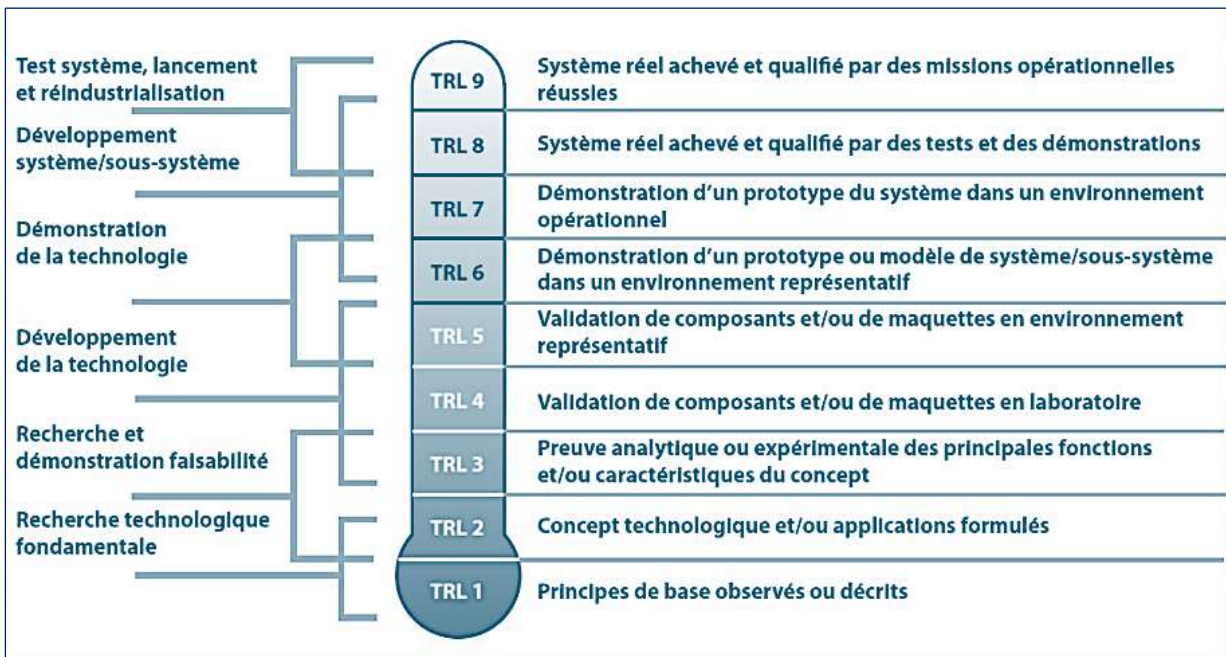 Test système, lancement
et réindustrialisation
Développement
système/sous-système
Démonstration
de la technologie
Développement
de la technologie
Recherche et
démonstration faisabilité
Recherche technologique
fondamentale
TRL 9
Système réel achevé et qualifié par des missions opérationnelles
réussies
TRL 8
Système réel achevé et qualifié par des tests et des démonstrations
TRL 7
Démonstration d’un prototype du système dans un environnement
opérationnel
TRL 6
Démonstration d’un prototype ou modèle de système/sous-système
dans un environnement représentatif
TRL 5
Validation de composants et/ou de maquettes en environnement
représentatif
TRL 4
Validation de composants et/ou de maquettes en laboratoire
TRL 3
Preuve analytique ou expérimentale des principales fonctions
et/ou caractéristiques du concept
TRL 2
Concept technologique et/ou applications formulés
TRL 1
Principes de base observés ou décrits